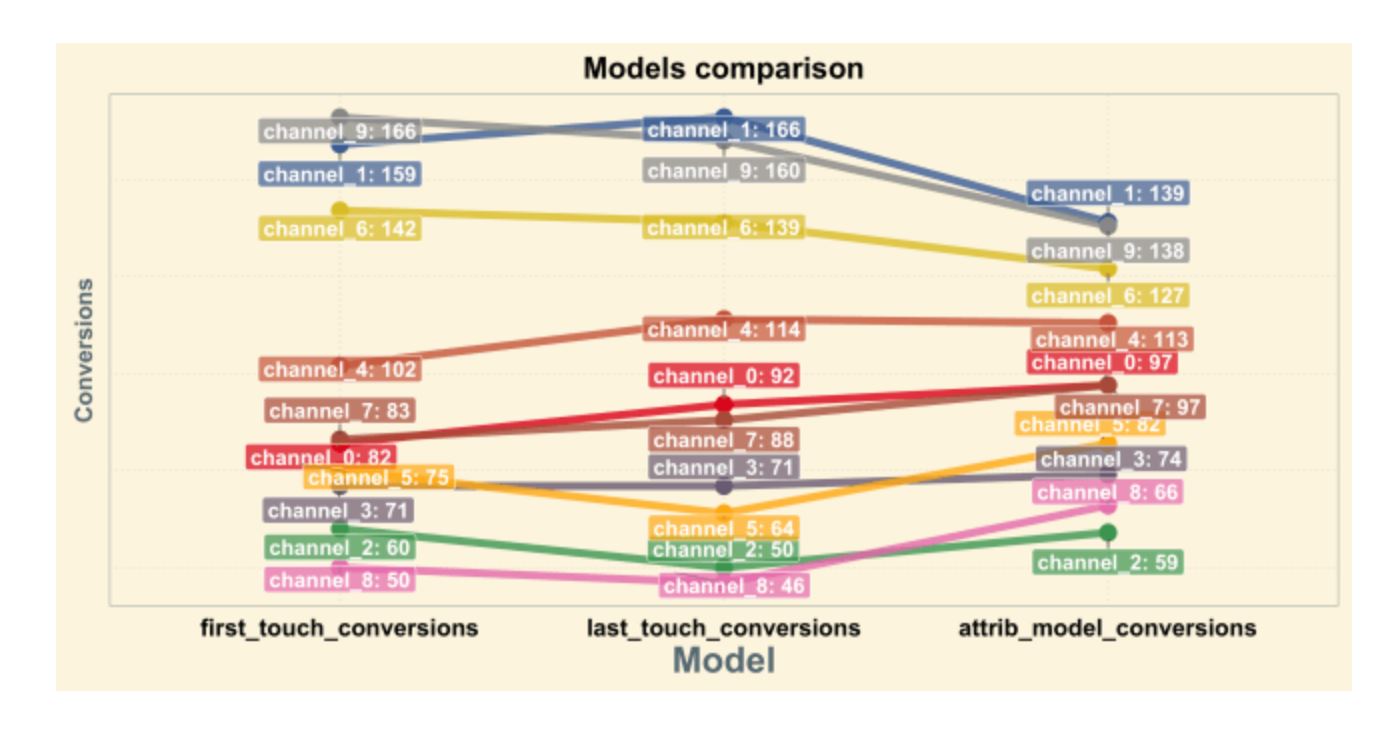 Models comparison
Conversions
channel_9: 166
channel_1: 159
channel_6: 142
channel_4: 102
channel_7: 83
channel_0: 82
channel_5: 75
channel_3: 71
channel_2: 60
channel_8: 50
channel_1: 166
channel_9: 160
channel_6: 139
channel_4: 114
channel_0: 92
channel_7: 88
channel_3: 71
channel_5: 64
channel_2: 50
channel_8: 46
channel_1: 139
channel_9: 138
channel_6: 127
channel_4: 113
channel_0: 97
channel_7: 97
channel_5: 82
channel_3: 74
channel_8: 66
channel_2: 59
first_touch_conversions
last_touch_conversions
attrib_model_conversions
Model